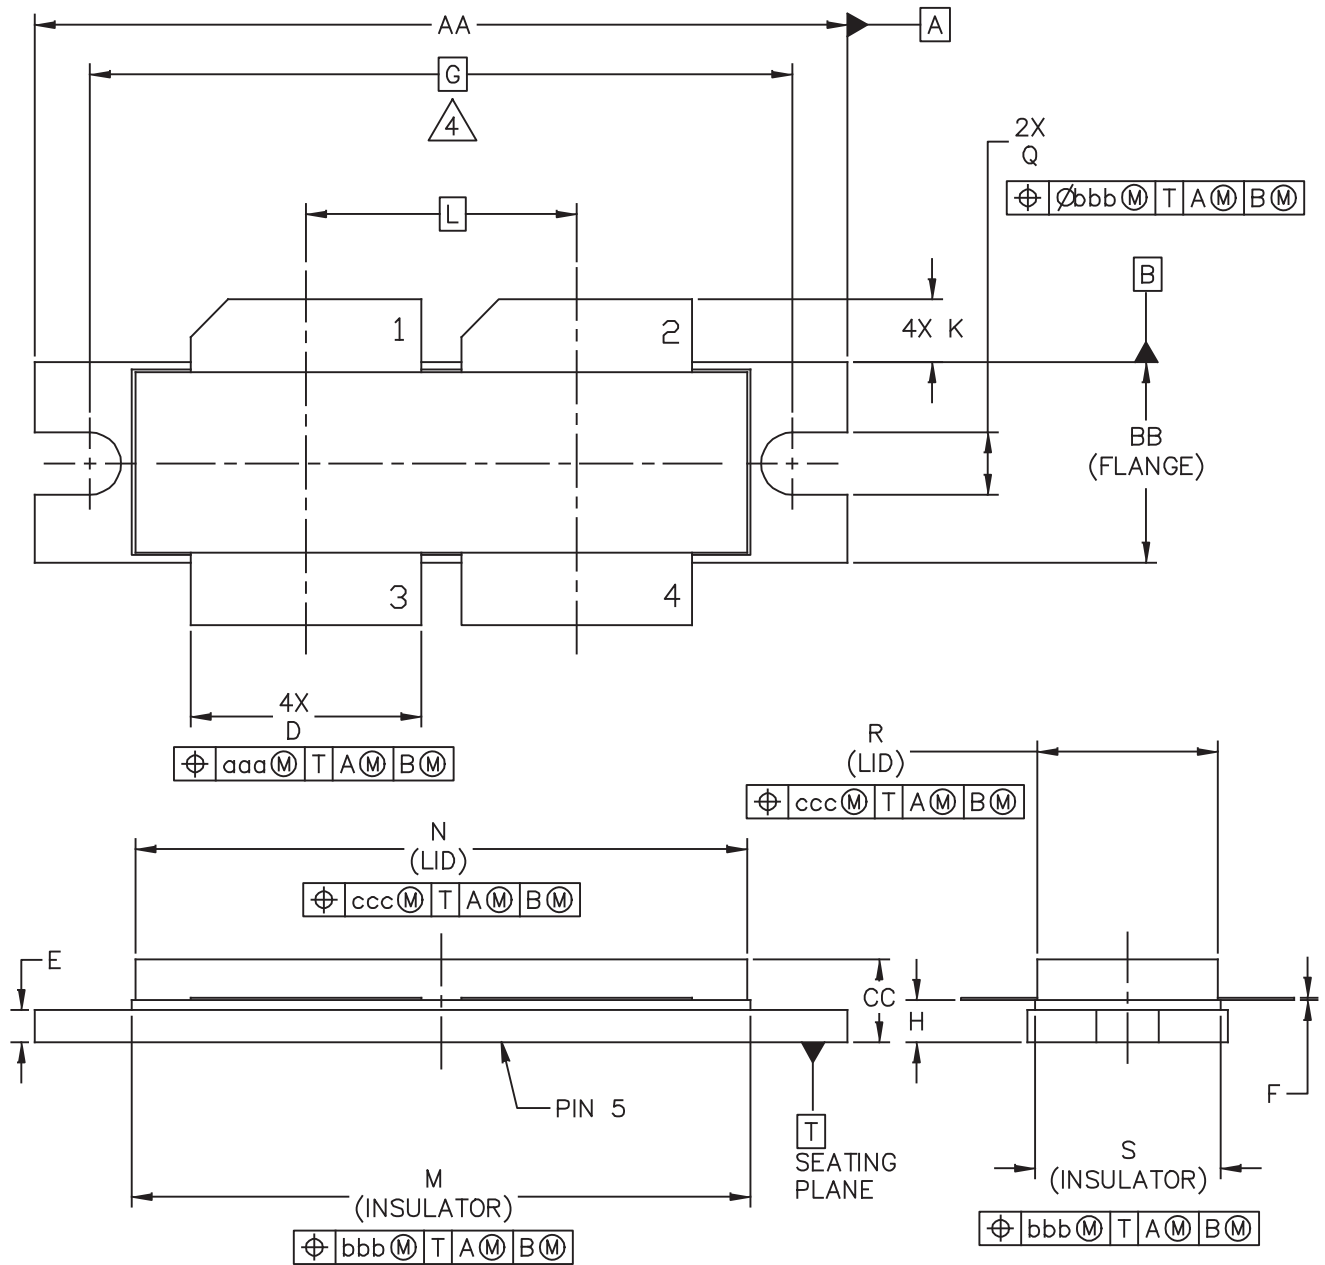 AA
A
G
4
2X
Q
⌖ Øbbb Ⓜ T A Ⓜ B Ⓜ
L
B
1
2
4X K
BB
(FLANGE)
3
4
4X
D
⌖ aaa Ⓜ T A Ⓜ B Ⓜ
R
(LID)
⌖ ccc Ⓜ T A Ⓜ B Ⓜ
N
(LID)
⌖ ccc Ⓜ T A Ⓜ B Ⓜ
E
CC
H
F
PIN 5
T
SEATING
PLANE
M
(INSULATOR)
⌖ bbb Ⓜ T A Ⓜ B Ⓜ
S
(INSULATOR)
⌖ bbb Ⓜ T A Ⓜ B Ⓜ